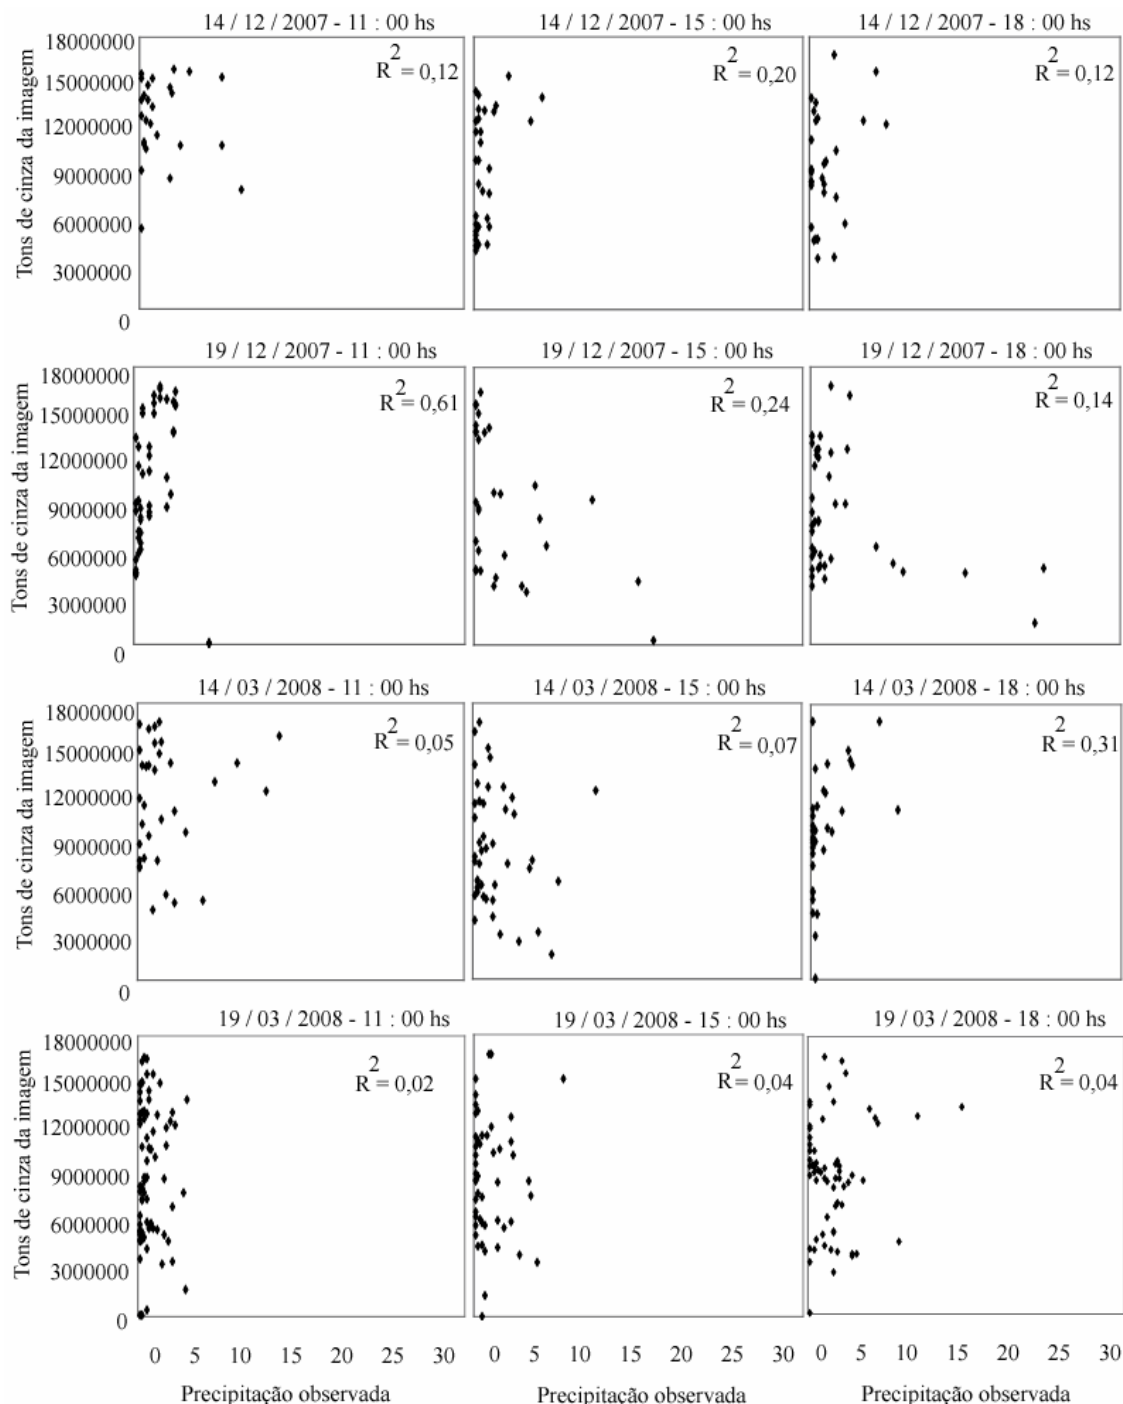 14 / 12 / 2007 - 11 : 00 hs
14 / 12 / 2007 - 15 : 00 hs
14 / 12 / 2007 - 18 : 00 hs
Tons de cinza da imagem
18000000
15000000
12000000
9000000
6000000
3000000
0
R² = 0,12
R² = 0,20
R² = 0,12
19 / 12 / 2007 - 11 : 00 hs
19 / 12 / 2007 - 15 : 00 hs
19 / 12 / 2007 - 18 : 00 hs
Tons de cinza da imagem
18000000
15000000
12000000
9000000
6000000
3000000
0
R² = 0,61
R² = 0,24
R² = 0,14
14 / 03 / 2008 - 11 : 00 hs
14 / 03 / 2008 - 15 : 00 hs
14 / 03 / 2008 - 18 : 00 hs
Tons de cinza da imagem
18000000
15000000
12000000
9000000
6000000
3000000
0
R² = 0,05
R² = 0,07
R² = 0,31
19 / 03 / 2008 - 11 : 00 hs
19 / 03 / 2008 - 15 : 00 hs
19 / 03 / 2008 - 18 : 00 hs
Tons de cinza da imagem
18000000
15000000
12000000
9000000
6000000
3000000
0
R² = 0,02
R² = 0,04
R² = 0,04
0 5 10 15 20 25 30
0 5 10 15 20 25 30
0 5 10 15 20 25 30
Precipitação observada
Precipitação observada
Precipitação observada